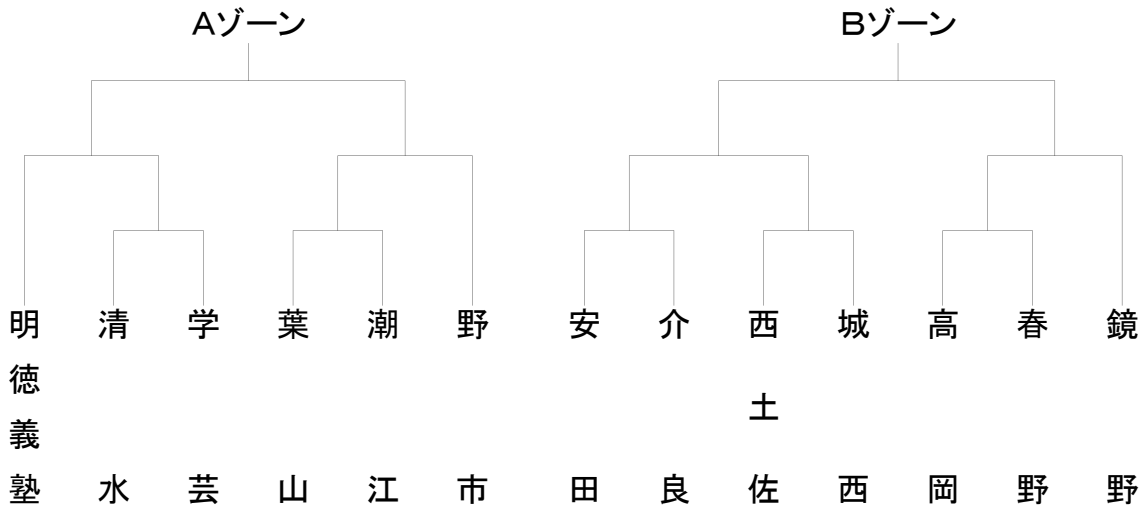 Aゾーン
Bゾーン
明徳義塾
清水
学芸
葉山
潮江
野市
安田
介良
西土佐
城西
高岡
春野
鏡野